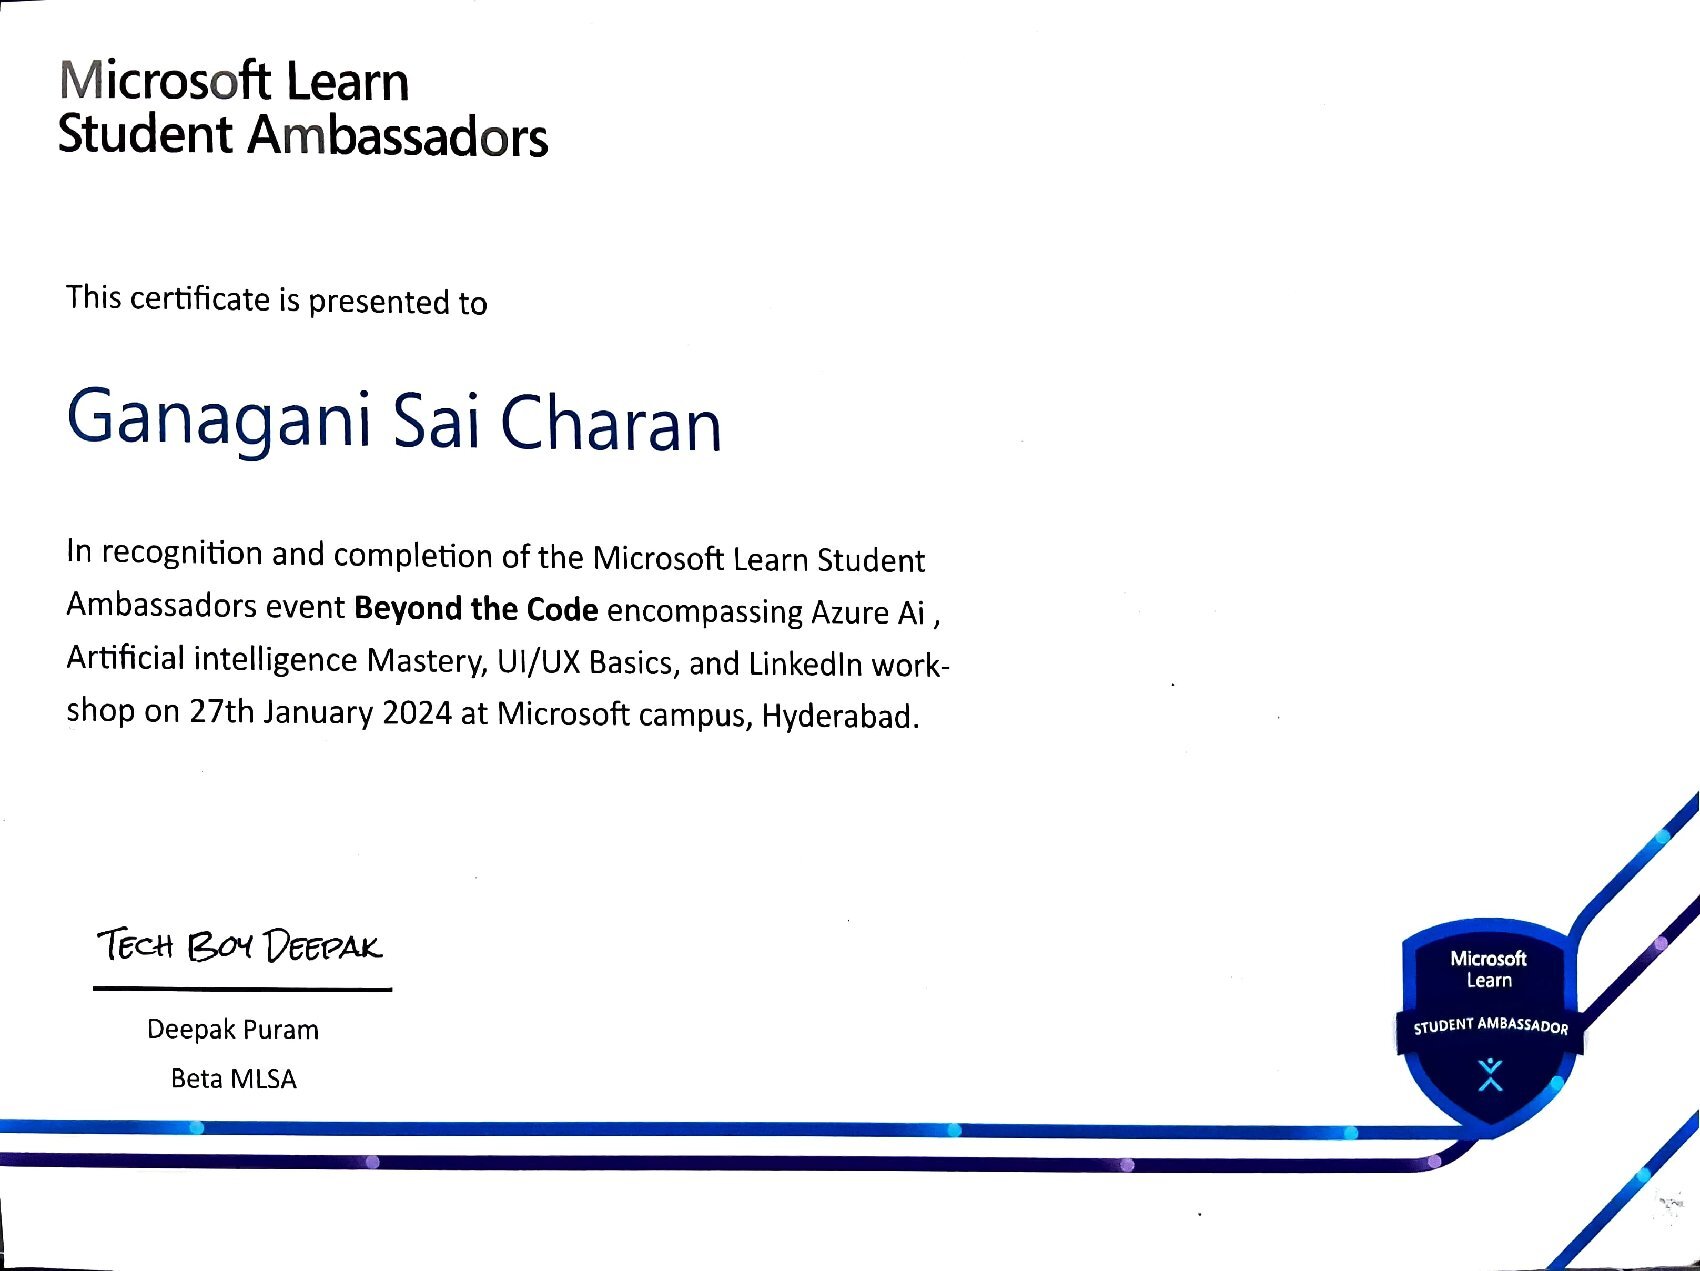 Microsoft Learn
Student Ambassadors
This certificate is presented to
Ganagani Sai Charan
In recognition and completion of the Microsoft Learn Student
Ambassadors event Beyond the Code encompassing Azure Ai ,
Artificial intelligence Mastery, UI/UX Basics, and LinkedIn work-
shop on 27th January 2024 at Microsoft campus, Hyderabad.
TECH BOY DEEPAK
Deepak Puram
Beta MLSA
Microsoft
Learn
STUDENT AMBASSADOR